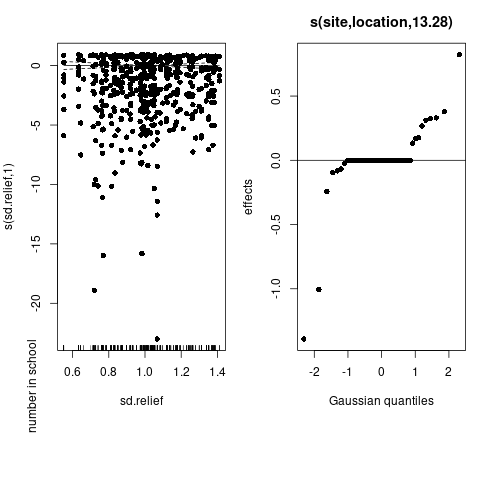 s(site,location,13.28)
s(sd.relief,1)
number in school
0
-5
-10
-15
-20
0.6 0.8 1.0 1.2 1.4
sd.relief
effects
0.5
0.0
-0.5
-1.0
-2 -1 0 1 2
Gaussian quantiles